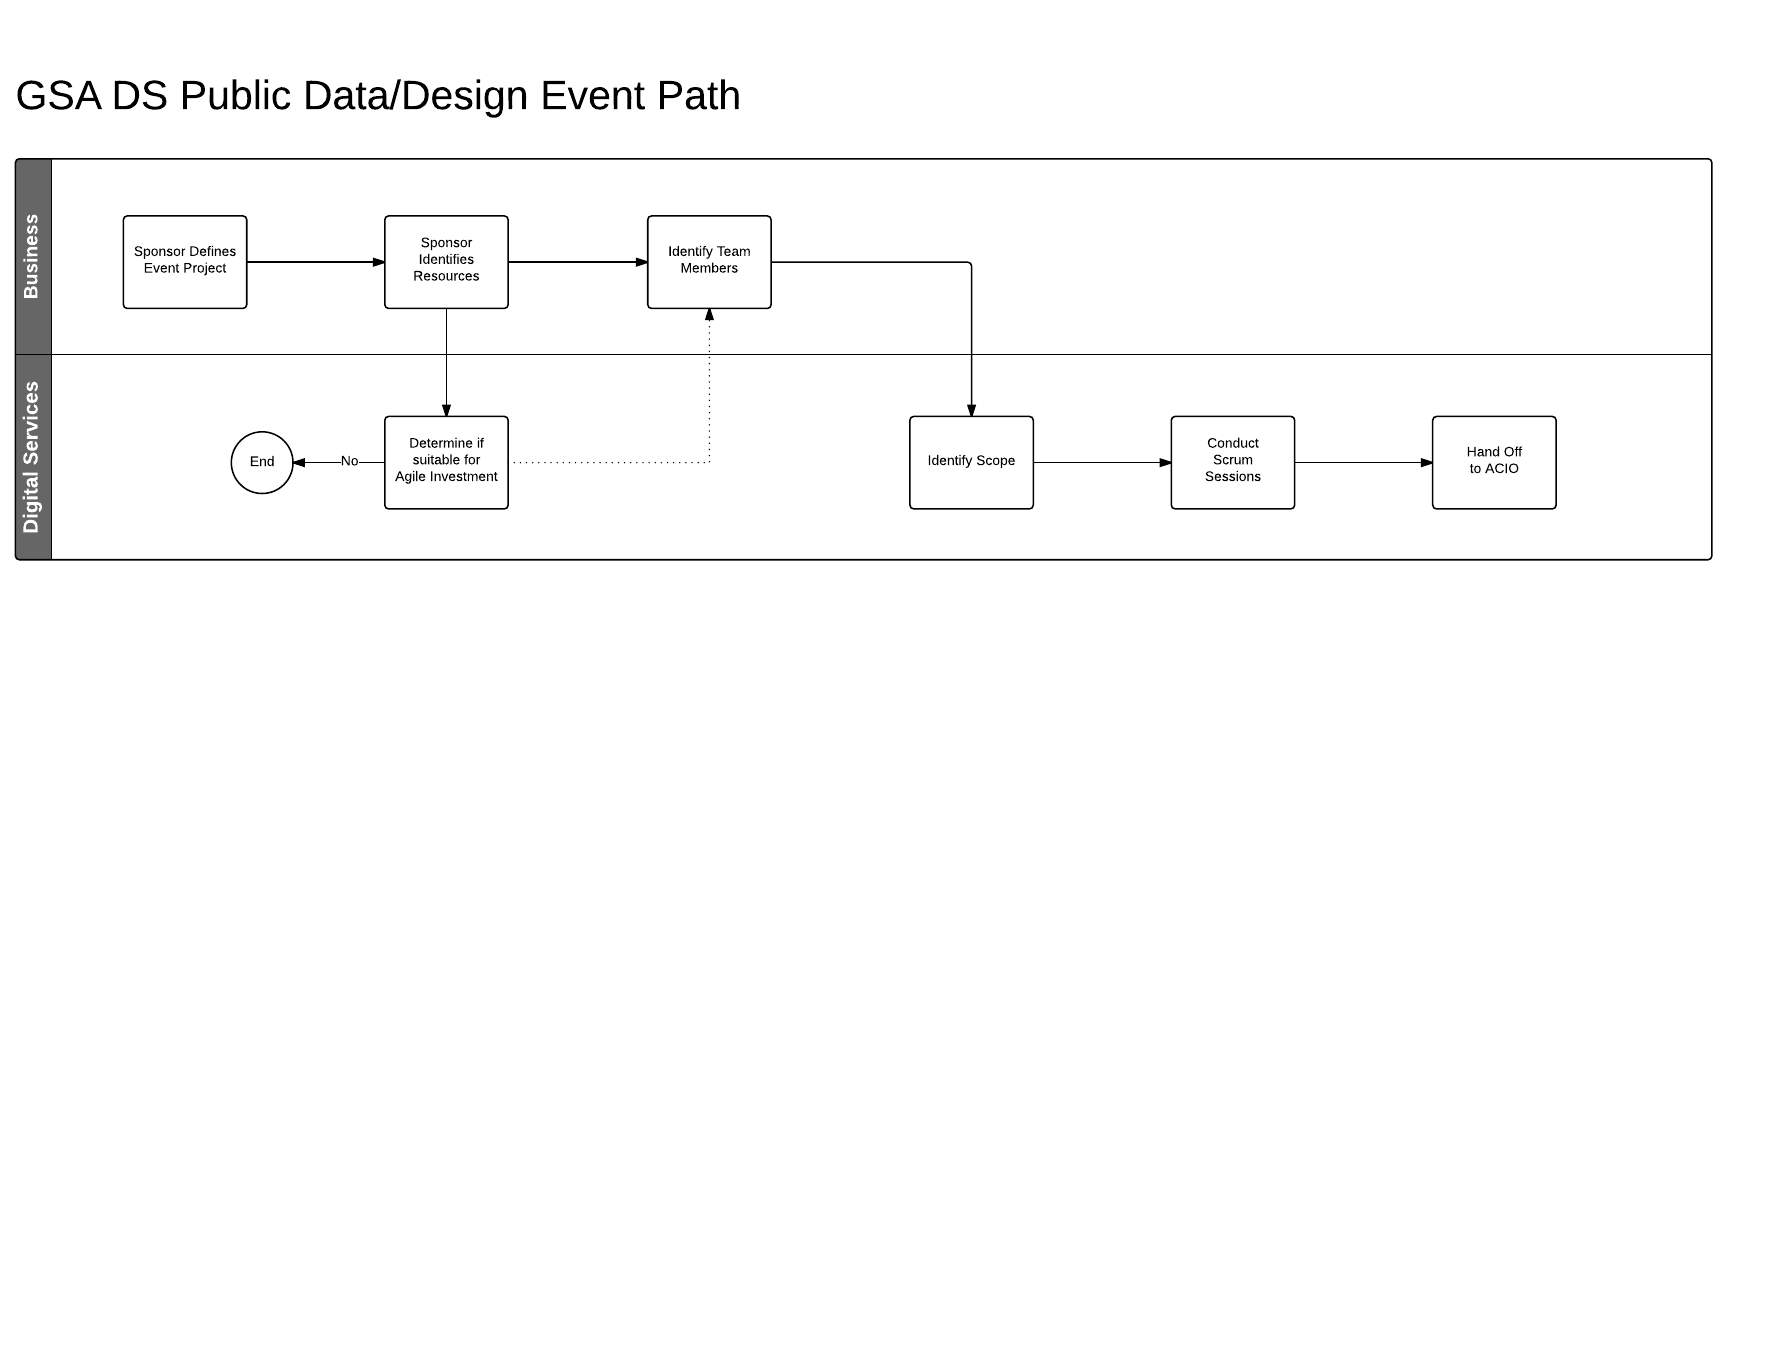 GSA DS Public Data/Design Event Path
Business
Sponsor Defines
Event Project
Sponsor
Identifies
Resources
Identify Team
Members
Digital Services
End
No
Determine if
suitable for
Agile Investment
Identify Scope
Conduct
Scrum
Sessions
Hand Off
to ACIO